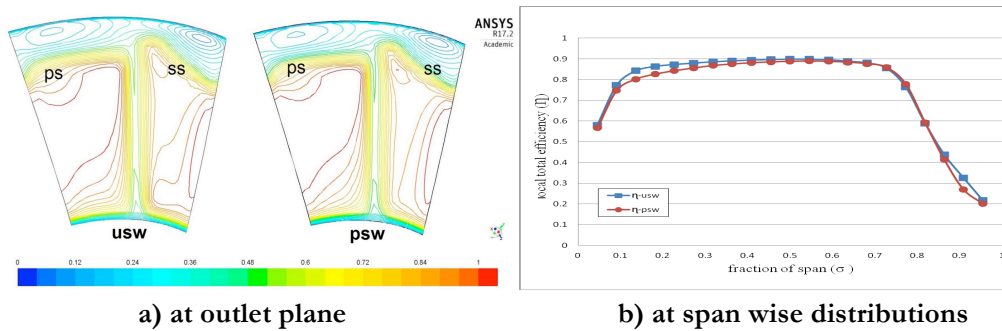 ANSYS
R17.2
Academic
ps
ss
usw
ps
ss
psw
0
0.12
0.24
0.36
0.48
0.60
0.72
0.84
1
a) at outlet plane
local total efficiency (η)
1
0.9
0.8
0.7
0.6
0.5
0.4
0.3
0.2
0.1
0
η-usw
η-psw
0 0.1 0.2 0.3 0.4 0.5 0.6 0.7 0.8 0.9 1
fraction of span (σ )
b) at span wise distributions